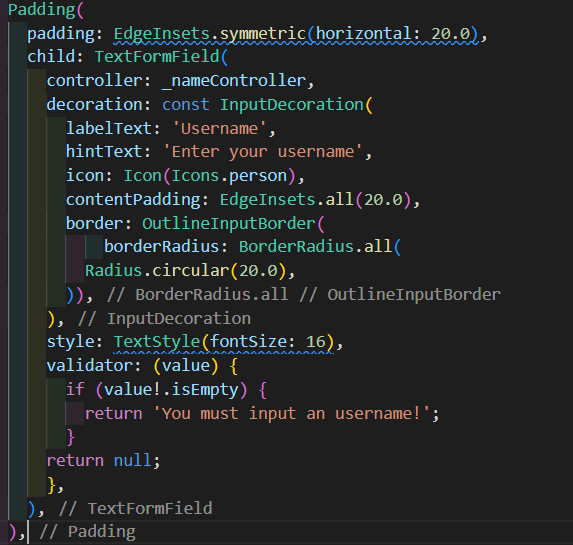 Padding(
  padding: EdgeInsets.symmetric(horizontal: 20.0),
  child: TextFormField(
    controller: _nameController,
    decoration: const InputDecoration(
      labelText: 'Username',
      hintText: 'Enter your username',
      icon: Icon(Icons.person),
      contentPadding: EdgeInsets.all(20.0),
      border: OutlineInputBorder(
          borderRadius: BorderRadius.all(
        Radius.circular(20.0),
      )), // BorderRadius.all // OutlineInputBorder
    ), // InputDecoration
    style: TextStyle(fontSize: 16),
    validator: (value) {
      if (value!.isEmpty) {
        return 'You must input an username!';
      }
    return null;
    },
  ), // TextFormField
), // Padding